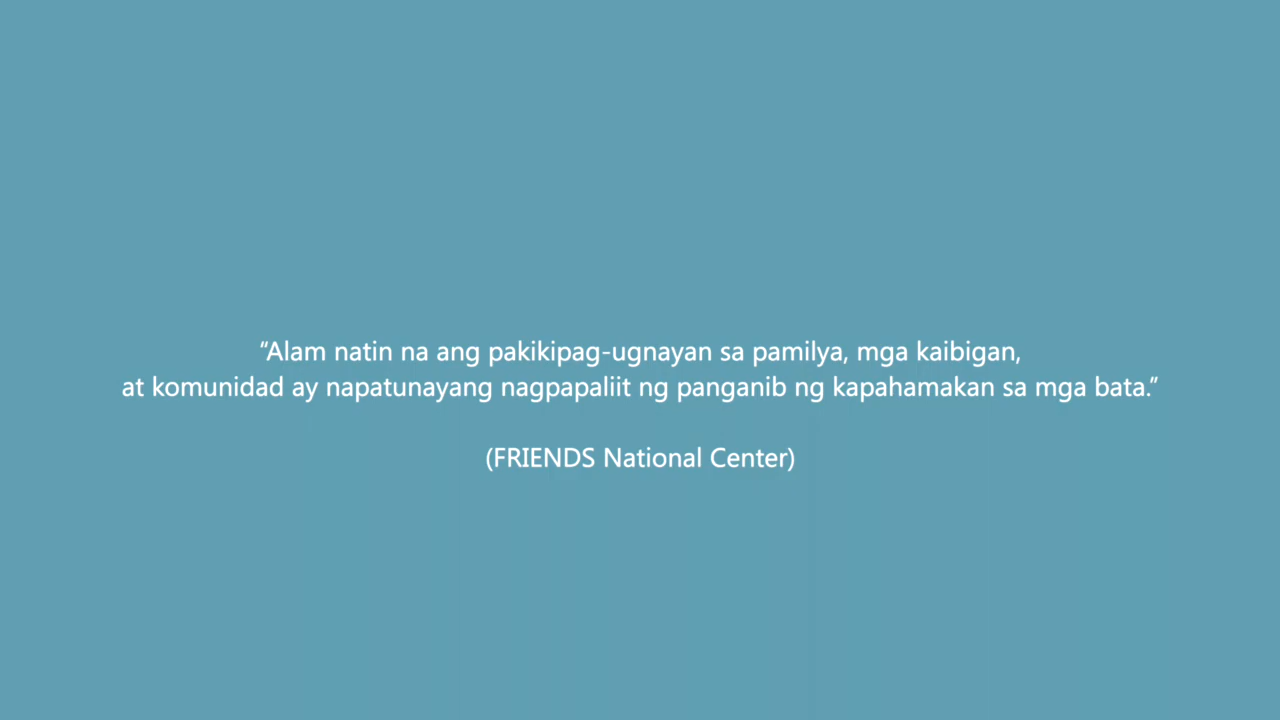 “Alam natin na ang pakikipag-ugnayan sa pamilya, mga kaibigan,
at komunidad ay napatunayang nagpapaliit ng panganib ng kapahamakan sa mga bata.”
(FRIENDS National Center)